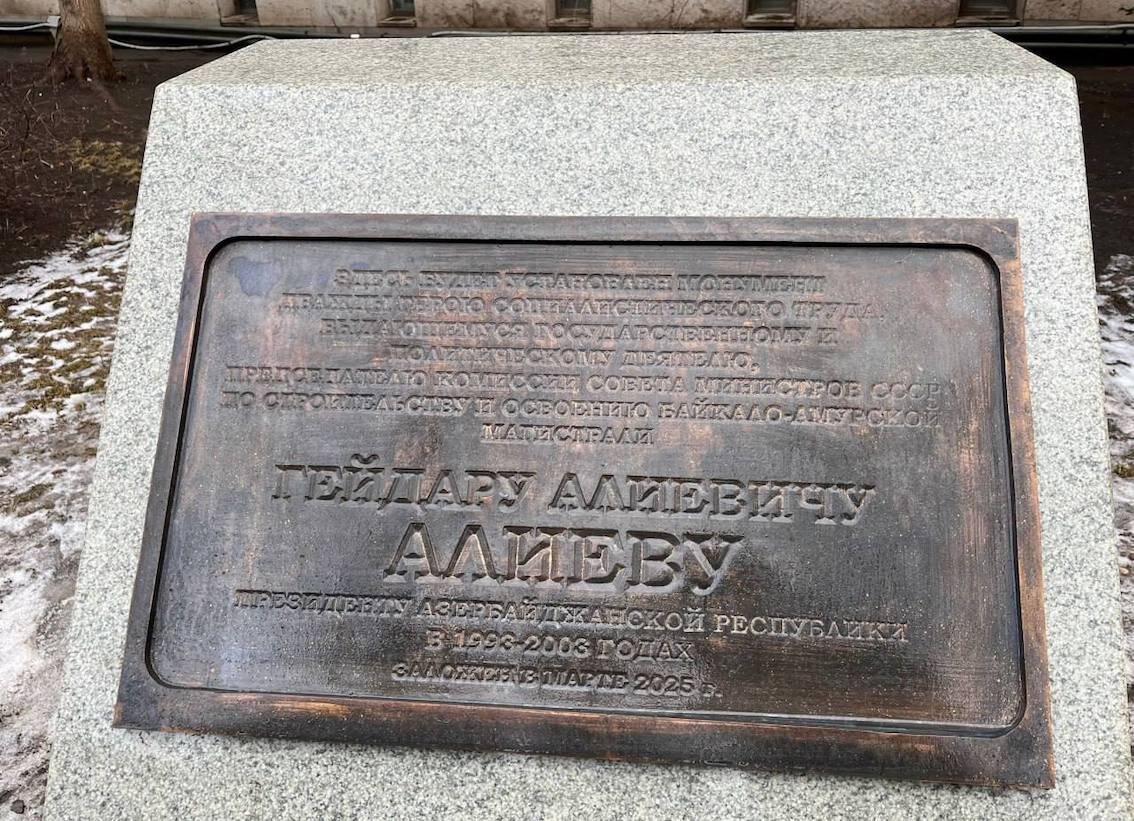 ЗДЕСЬ БУДЕТ УСТАНОВЛЕН МОНУМЕНТ
ДВАЖДЫ ГЕРОЮ СОЦИАЛИСТИЧЕСКОГО ТРУДА,
ВЫДАЮЩЕМУСЯ ГОСУДАРСТВЕННОМУ И
ПОЛИТИЧЕСКОМУ ДЕЯТЕЛЮ,
ПРЕДСЕДАТЕЛЮ КОМИССИИ СОВЕТА МИНИСТРОВ СССР
ПО СТРОИТЕЛЬСТВУ И ОСВОЕНИЮ БАЙКАЛО-АМУРСКОЙ
МАГИСТРАЛИ
ГЕЙДАРУ АЛИЕВИЧУ
АЛИЕВУ
ПРЕЗИДЕНТУ АЗЕРБАЙДЖАНСКОЙ РЕСПУБЛИКИ
В 1993-2003 ГОДАХ
ЗАЛОЖЕН В МАРТЕ 2025 г.